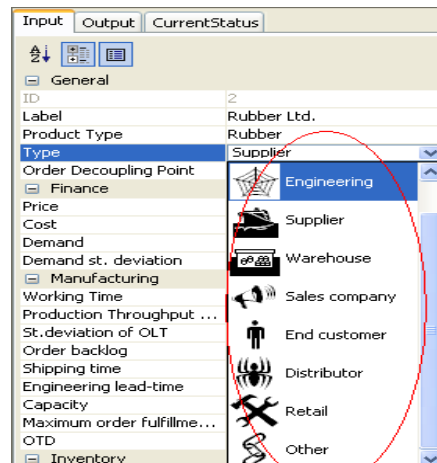 Input Output CurrentStatus
General
ID 2
Label Rubber Ltd.
Product Type Rubber
Type Supplier
Order Decoupling Point
Engineering
Finance
Price
Supplier
Cost
Demand
Warehouse
Demand st. deviation
Manufacturing
Working Time
Sales company
Production Throughput ...
St.deviation of OLT
End customer
Order backlog
Shipping time
Distributor
Engineering lead-time
Capacity
Retail
Maximum order fulfillme...
OTD
Other
Inventory